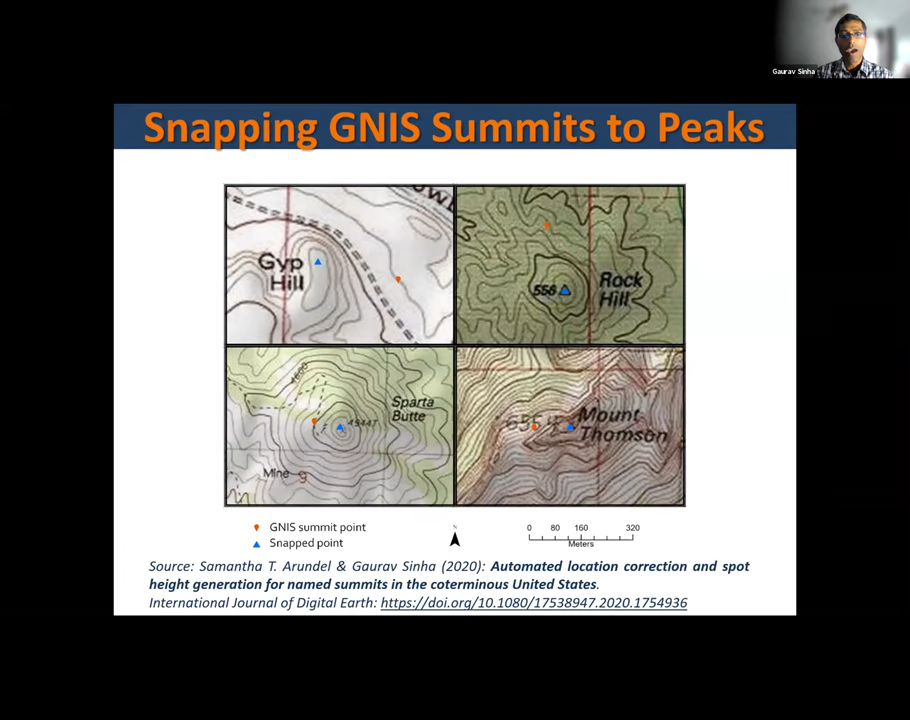 Gaurav Sinha
Snapping GNIS Summits to Peaks
Gyp
Hill
556
Rock
Hill
4600
Sparta
Butte
Mine
Mount
Thomson
GNIS summit point
Snapped point
N
0 80 160 320
Meters
Source: Samantha T. Arundel & Gaurav Sinha (2020): Automated location correction and spot
height generation for named summits in the coterminous United States.
International Journal of Digital Earth: https://doi.org/10.1080/17538947.2020.1754936